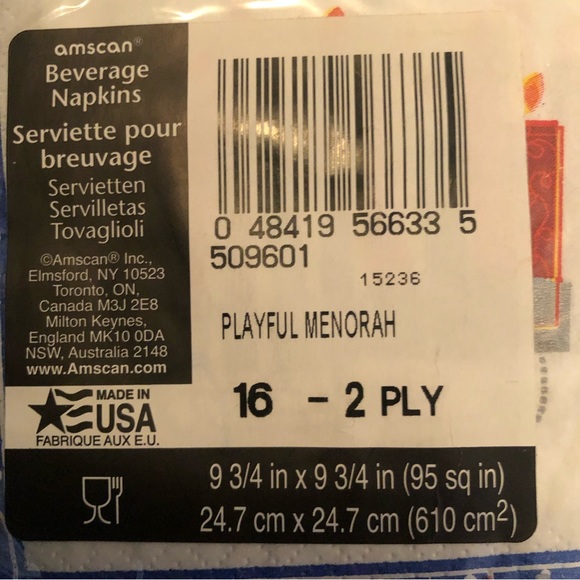 amscan®
Beverage
Napkins
Serviette pour
breuvage
Servietten
Servilletas
Tovaglioli
©Amscan® Inc.,
Elmsford, NY 10523
Toronto, ON,
Canada M3J 2E8
Milton Keynes,
England MK10 0DA
NSW, Australia 2148
www.Amscan.com
MADE IN
USA
FABRIQUE AUX E.U.
0 48419 56633 5
509601
15236
PLAYFUL MENORAH
16 - 2 PLY
9 3/4 in x 9 3/4 in (95 sq in)
24.7 cm x 24.7 cm (610 cm²)